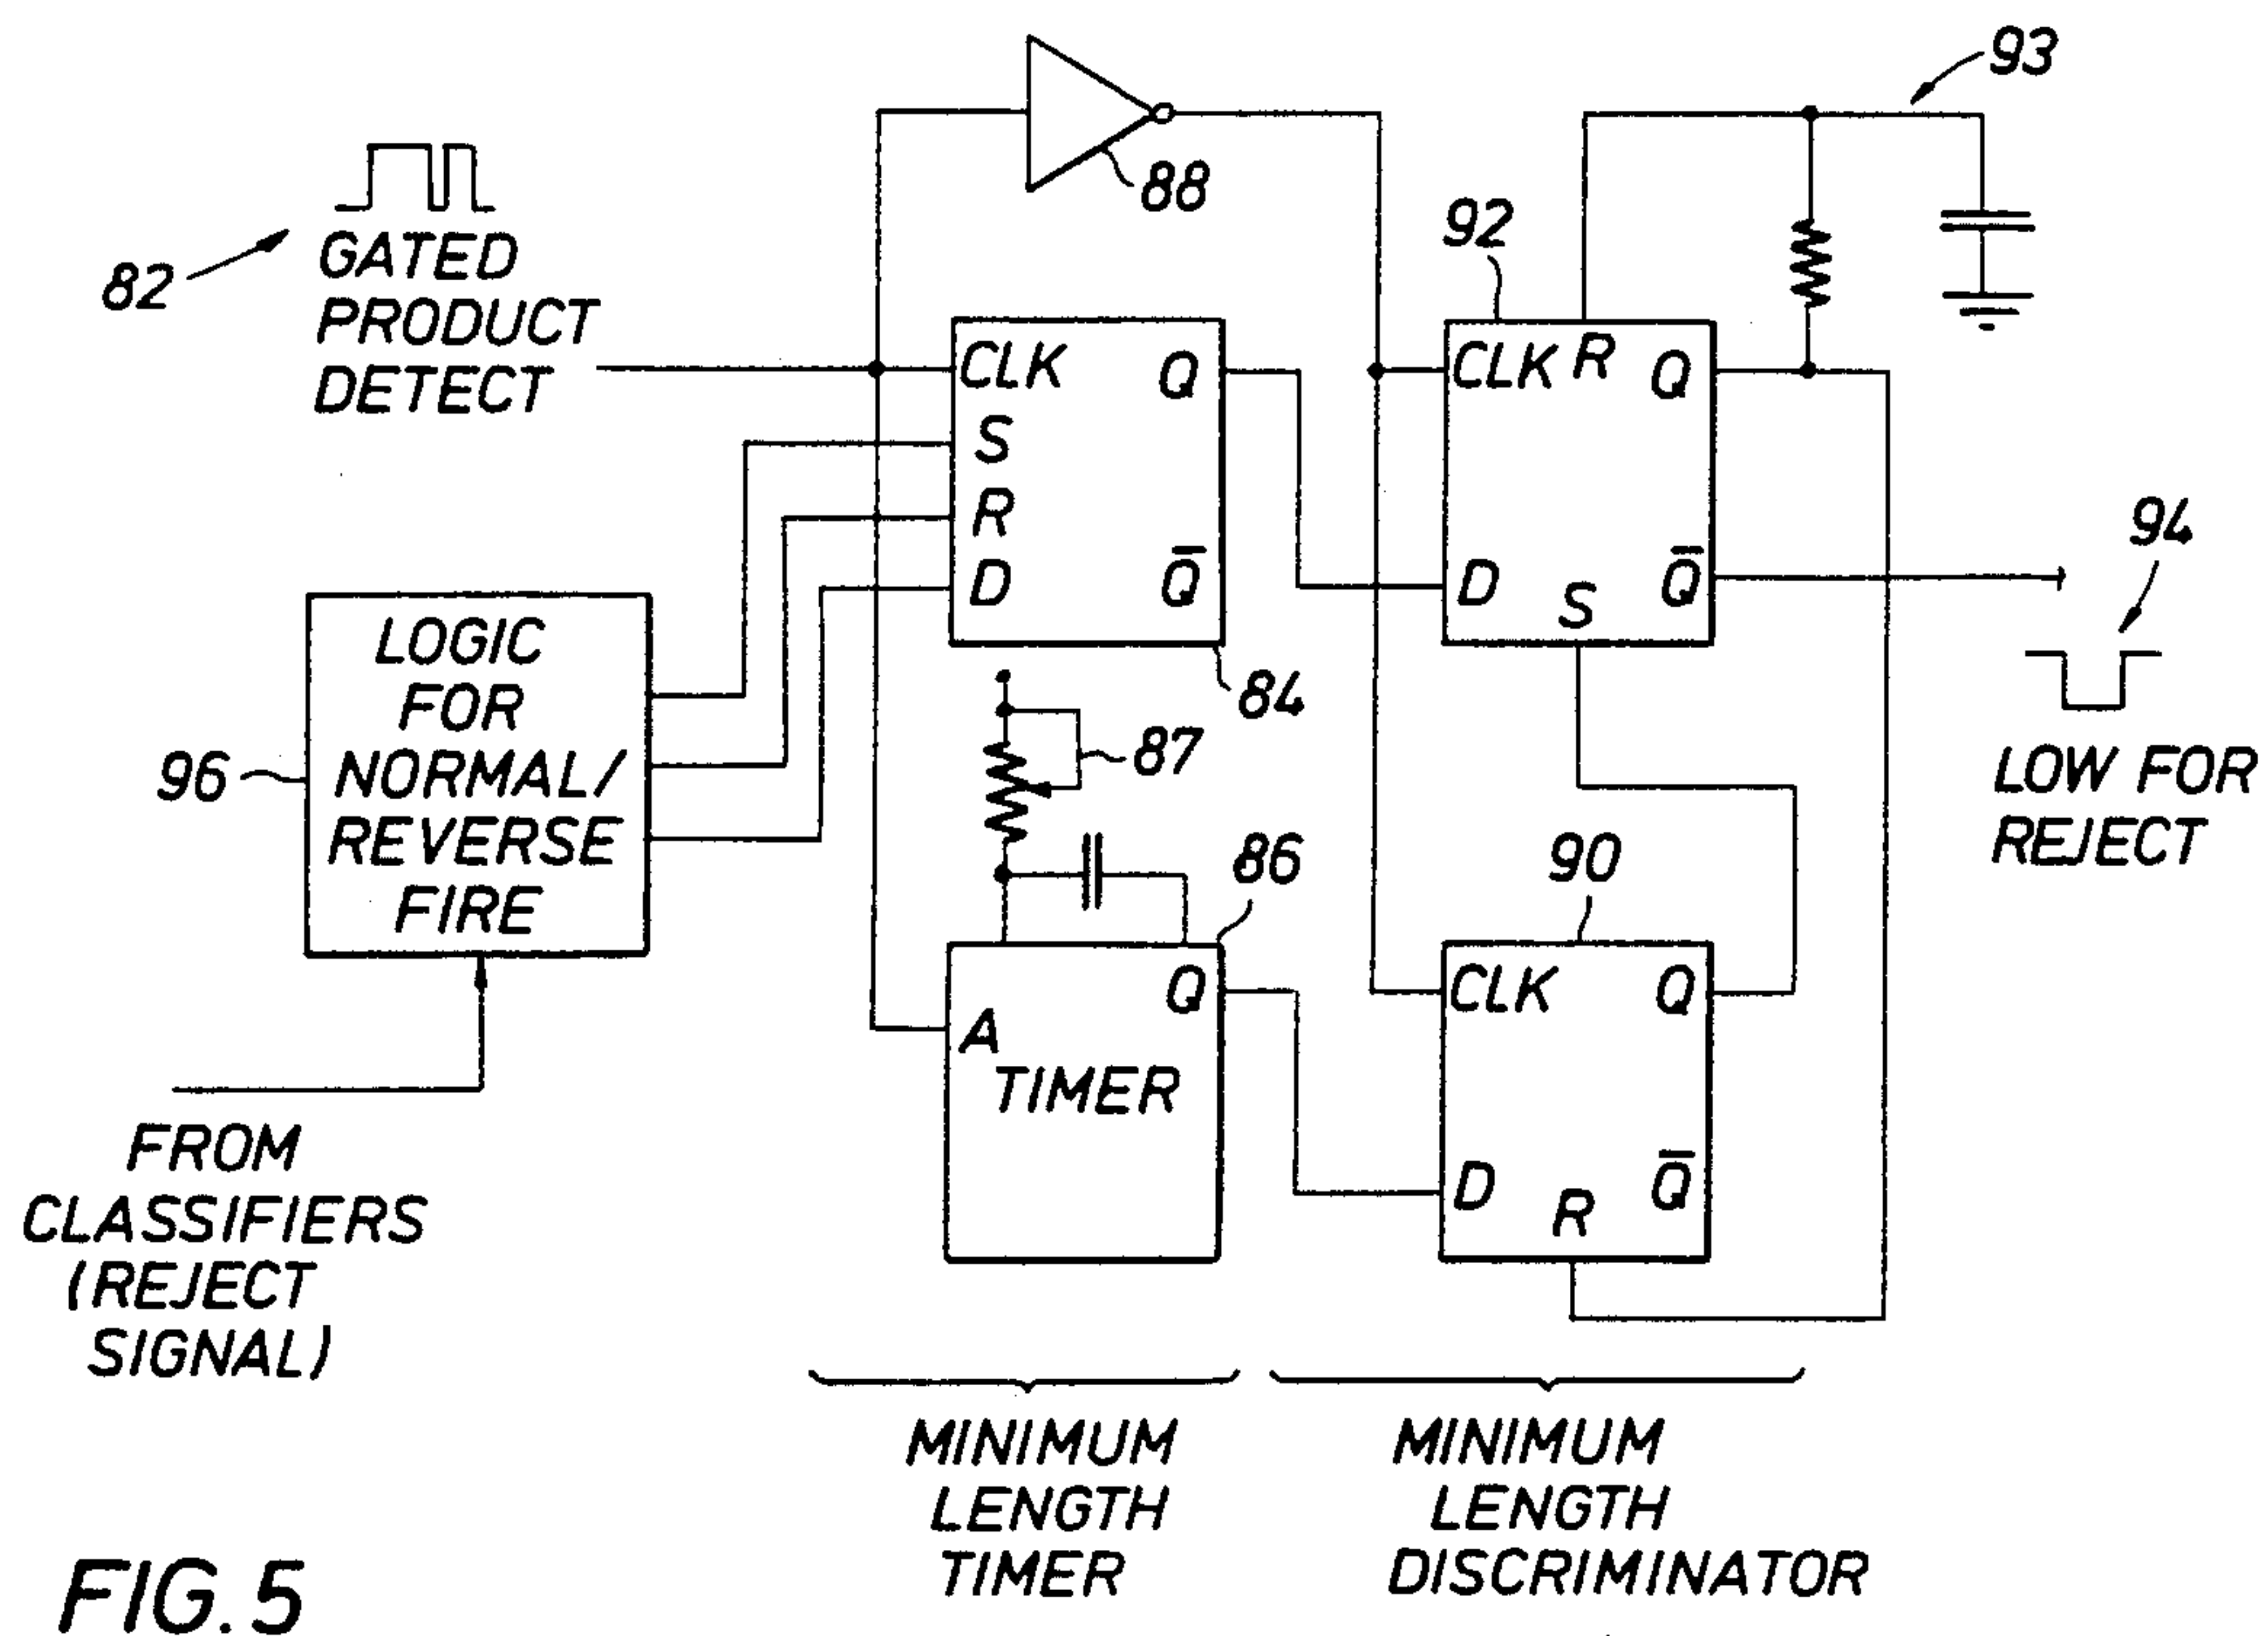 93
88
92
82
GATED
PRODUCT
DETECT
CLK Q
S
R
D Q̅
84
CLK R Q
D S Q̅
94
LOW FOR
REJECT
96
LOGIC
FOR
NORMAL/
REVERSE
FIRE
87
86
90
A Q
TIMER
CLK Q
D R Q̅
FROM
CLASSIFIERS
(REJECT
SIGNAL)
MINIMUM
LENGTH
TIMER
MINIMUM
LENGTH
DISCRIMINATOR
FIG. 5